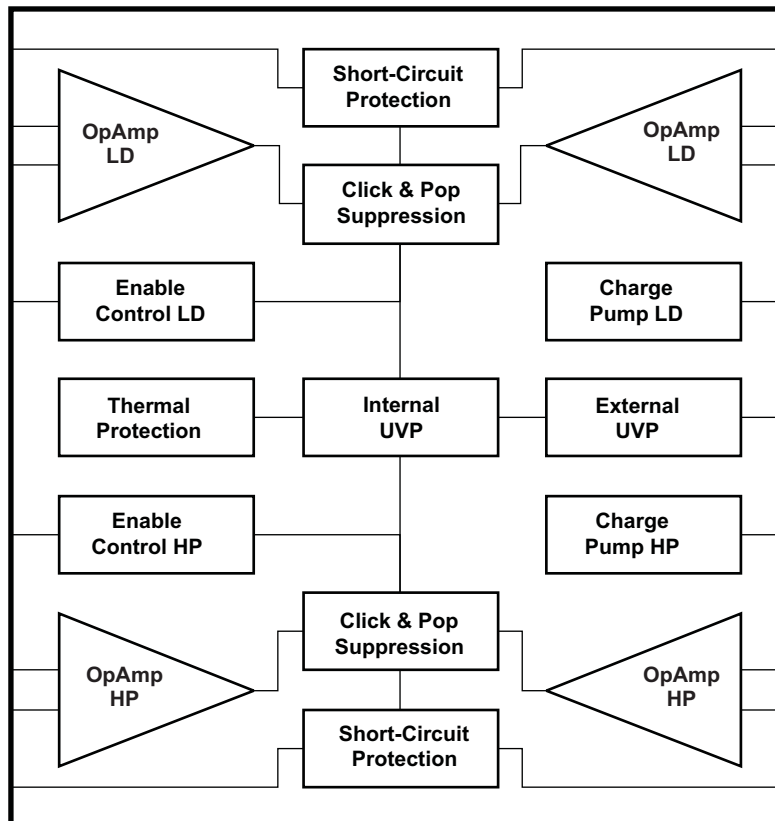 Short-Circuit
Protection
OpAmp
LD
OpAmp
LD
Click & Pop
Suppression
Enable
Control LD
Charge
Pump LD
Thermal
Protection
Internal
UVP
External
UVP
Enable
Control HP
Charge
Pump HP
Click & Pop
Suppression
OpAmp
HP
OpAmp
HP
Short-Circuit
Protection